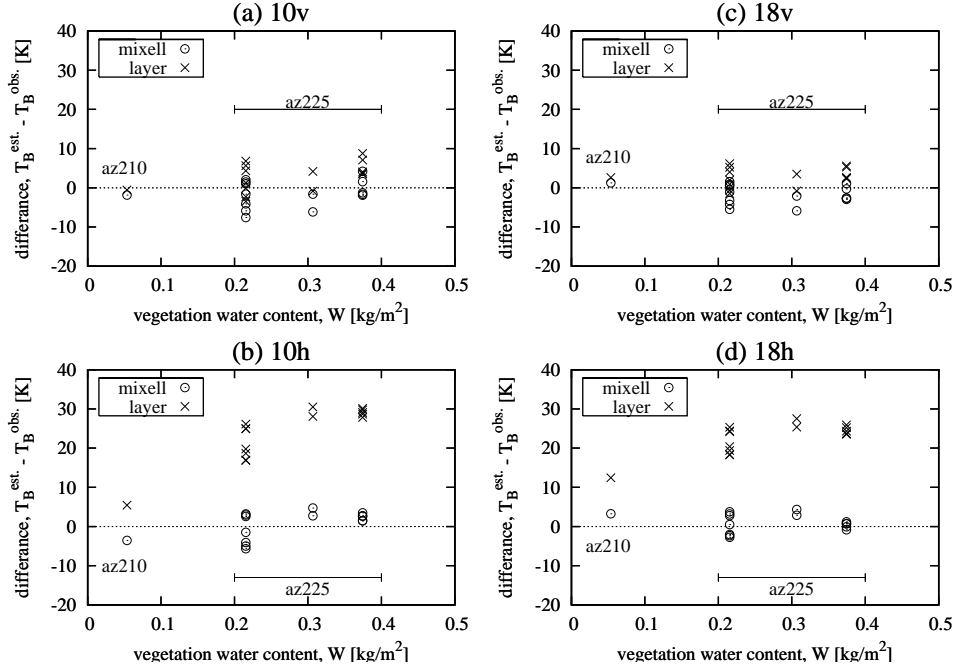 (a) 10v
differance, T_B^est. - T_B^obs. [K]
40
30
20
10
0
-10
-20
mixell
layer
az225
az210
0
0.1
0.2
0.3
0.4
0.5
vegetation water content, W [kg/m^2]
(c) 18v
differance, T_B^est. - T_B^obs. [K]
40
30
20
10
0
-10
-20
mixell
layer
az225
az210
0
0.1
0.2
0.3
0.4
0.5
vegetation water content, W [kg/m^2]
(b) 10h
differance, T_B^est. - T_B^obs. [K]
40
30
20
10
0
-10
-20
mixell
layer
az210
az225
0
0.1
0.2
0.3
0.4
0.5
vegetation water content, W [kg/m^2]
(d) 18h
differance, T_B^est. - T_B^obs. [K]
40
30
20
10
0
-10
-20
mixell
layer
az210
az225
0
0.1
0.2
0.3
0.4
0.5
vegetation water content, W [kg/m^2]